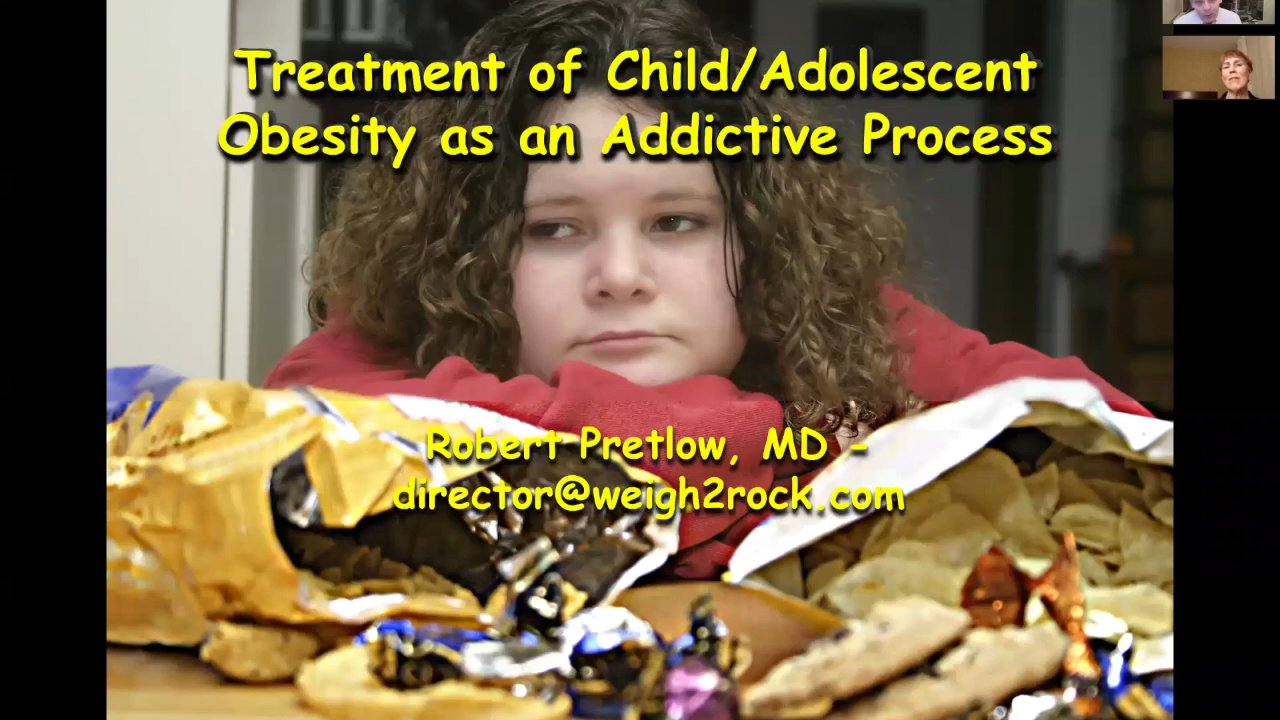 Treatment of Child/Adolescent
Obesity as an Addictive Process
Robert Pretlow, MD -
director@weigh2rock.com